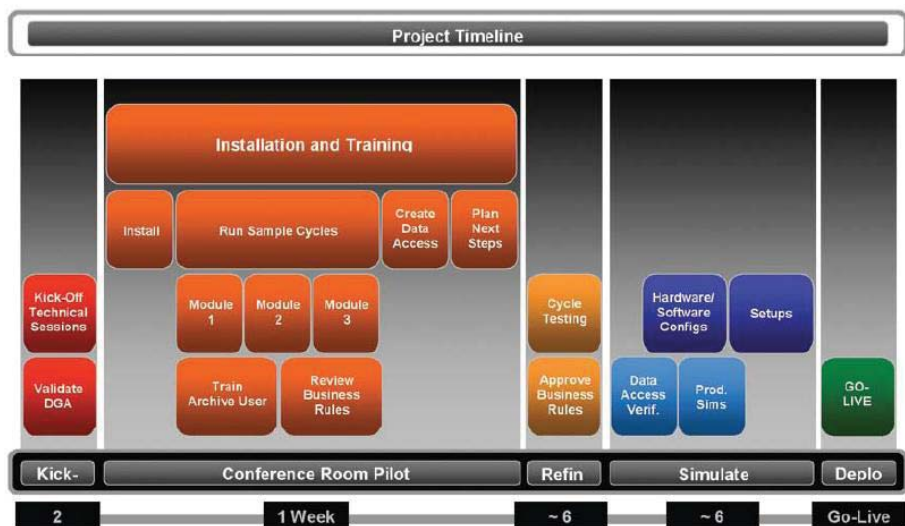 Project Timeline
Installation and Training
Install
Run Sample Cycles
Create
Data
Access
Plan
Next
Steps
Kick-Off
Technical
Sessions
Module
1
Module
2
Module
3
Cycle
Testing
Hardware/
Software
Configs
Setups
Validate
DGA
Train
Archive User
Review
Business
Rules
Approve
Business
Rules
Data
Access
Verif.
Prod.
Sims
GO-
LIVE
Kick-
Conference Room Pilot
Refin
Simulate
Deplo
2
1 Week
~ 6
~ 6
Go-Live